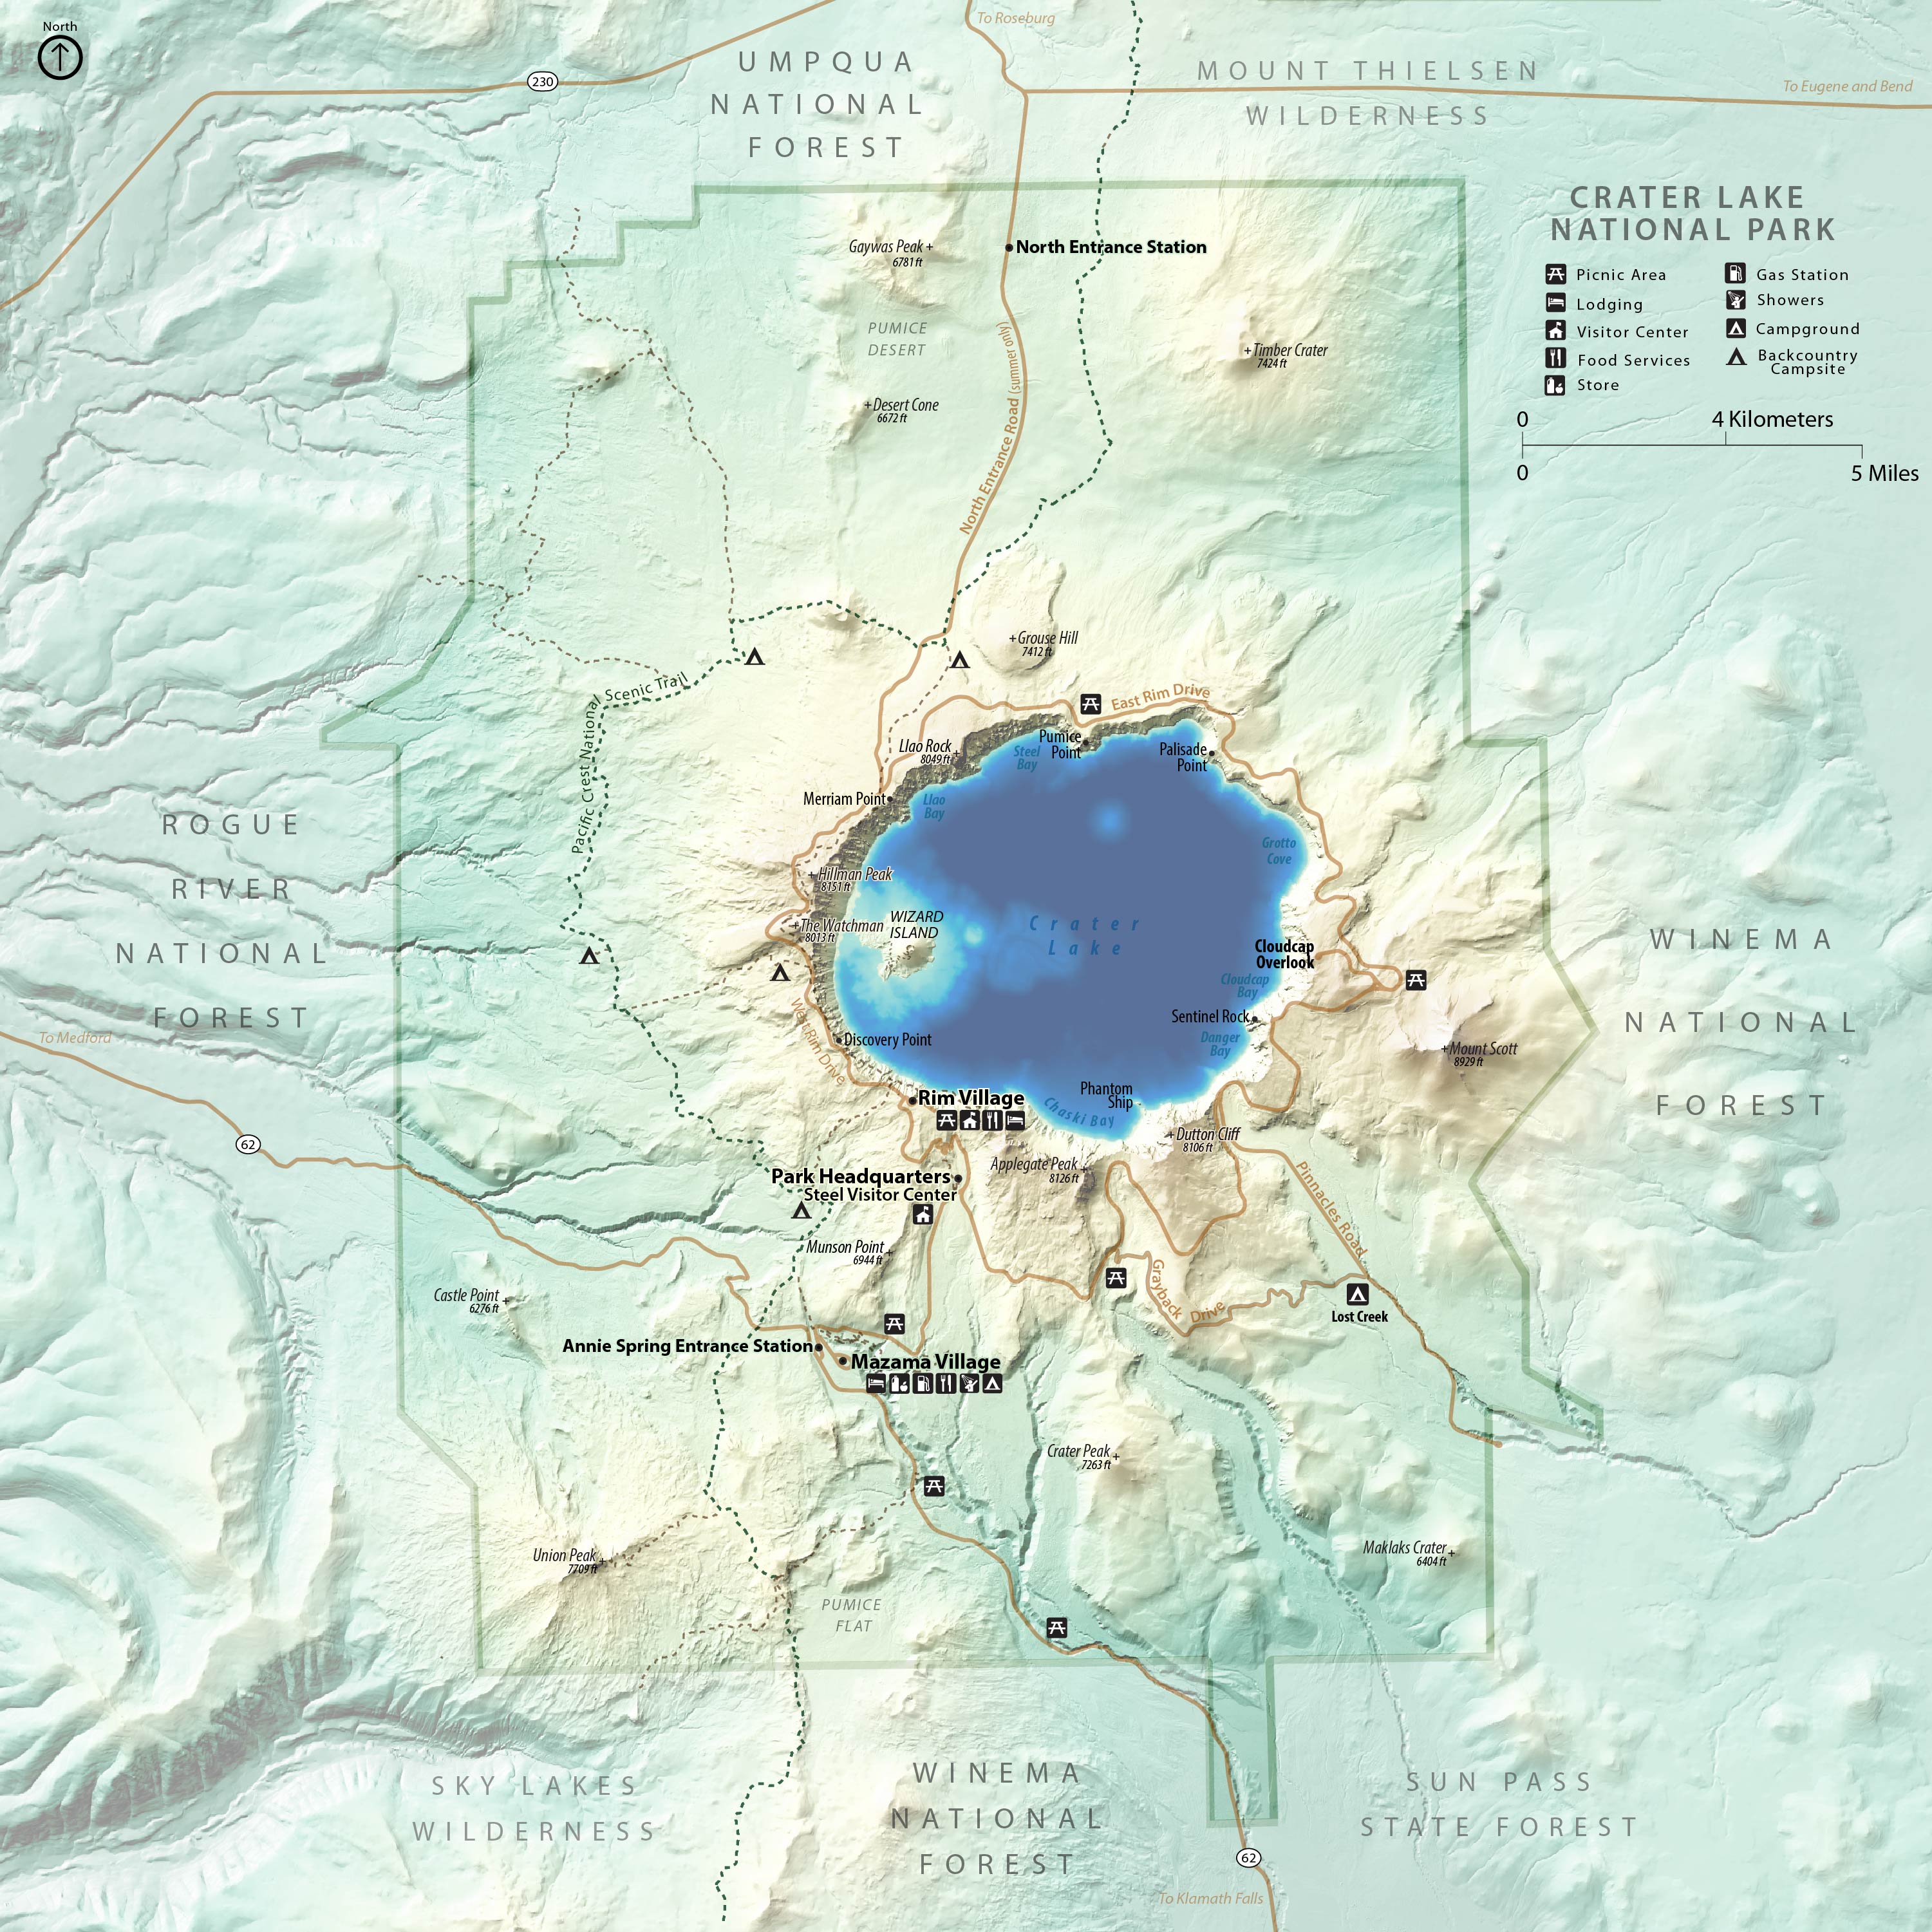 North
To Roseburg
230
UMPQUA
NATIONAL
FOREST
MOUNT THIELSEN
WILDERNESS
To Eugene and Bend
CRATER LAKE
NATIONAL PARK
Picnic Area
Lodging
Visitor Center
Food Services
Store
Gas Station
Showers
Campground
Backcountry
Campsite
0 4 Kilometers
0 5 Miles
Gaywas Peak
6781 ft
North Entrance Station
PUMICE
DESERT
Timber Crater
7424 ft
Desert Cone
6672 ft
North Entrance Road (summer only)
Grouse Hill
7412 ft
Pacific Crest National Scenic Trail
East Rim Drive
Llao Rock
8049 ft
Steel
Bay
Pumice
Point
Palisade
Point
Merriam Point
Llao
Bay
Grotto
Cove
Hillman Peak
8151 ft
The Watchman
8013 ft
WIZARD
ISLAND
Crater
Lake
Cloudcap
Overlook
Cloudcap
Bay
Sentinel Rock
Danger
Bay
Mount Scott
8929 ft
West Rim Drive
Discovery Point
ROGUE
RIVER
NATIONAL
FOREST
WINEMA
NATIONAL
FOREST
To Medford
62
Rim Village
Chaski Bay
Phantom
Ship
Dutton Cliff
8106 ft
Applegate Peak
8126 ft
Park Headquarters
Steel Visitor Center
Munson Point
6944 ft
Pinnacles Road
Grayback Drive
Lost Creek
Castle Point
6276 ft
Annie Spring Entrance Station
Mazama Village
Crater Peak
7263 ft
Union Peak
7709 ft
Maklaks Crater
6404 ft
PUMICE
FLAT
SKY LAKES
WILDERNESS
WINEMA
NATIONAL
FOREST
SUN PASS
STATE FOREST
62
To Klamath Falls